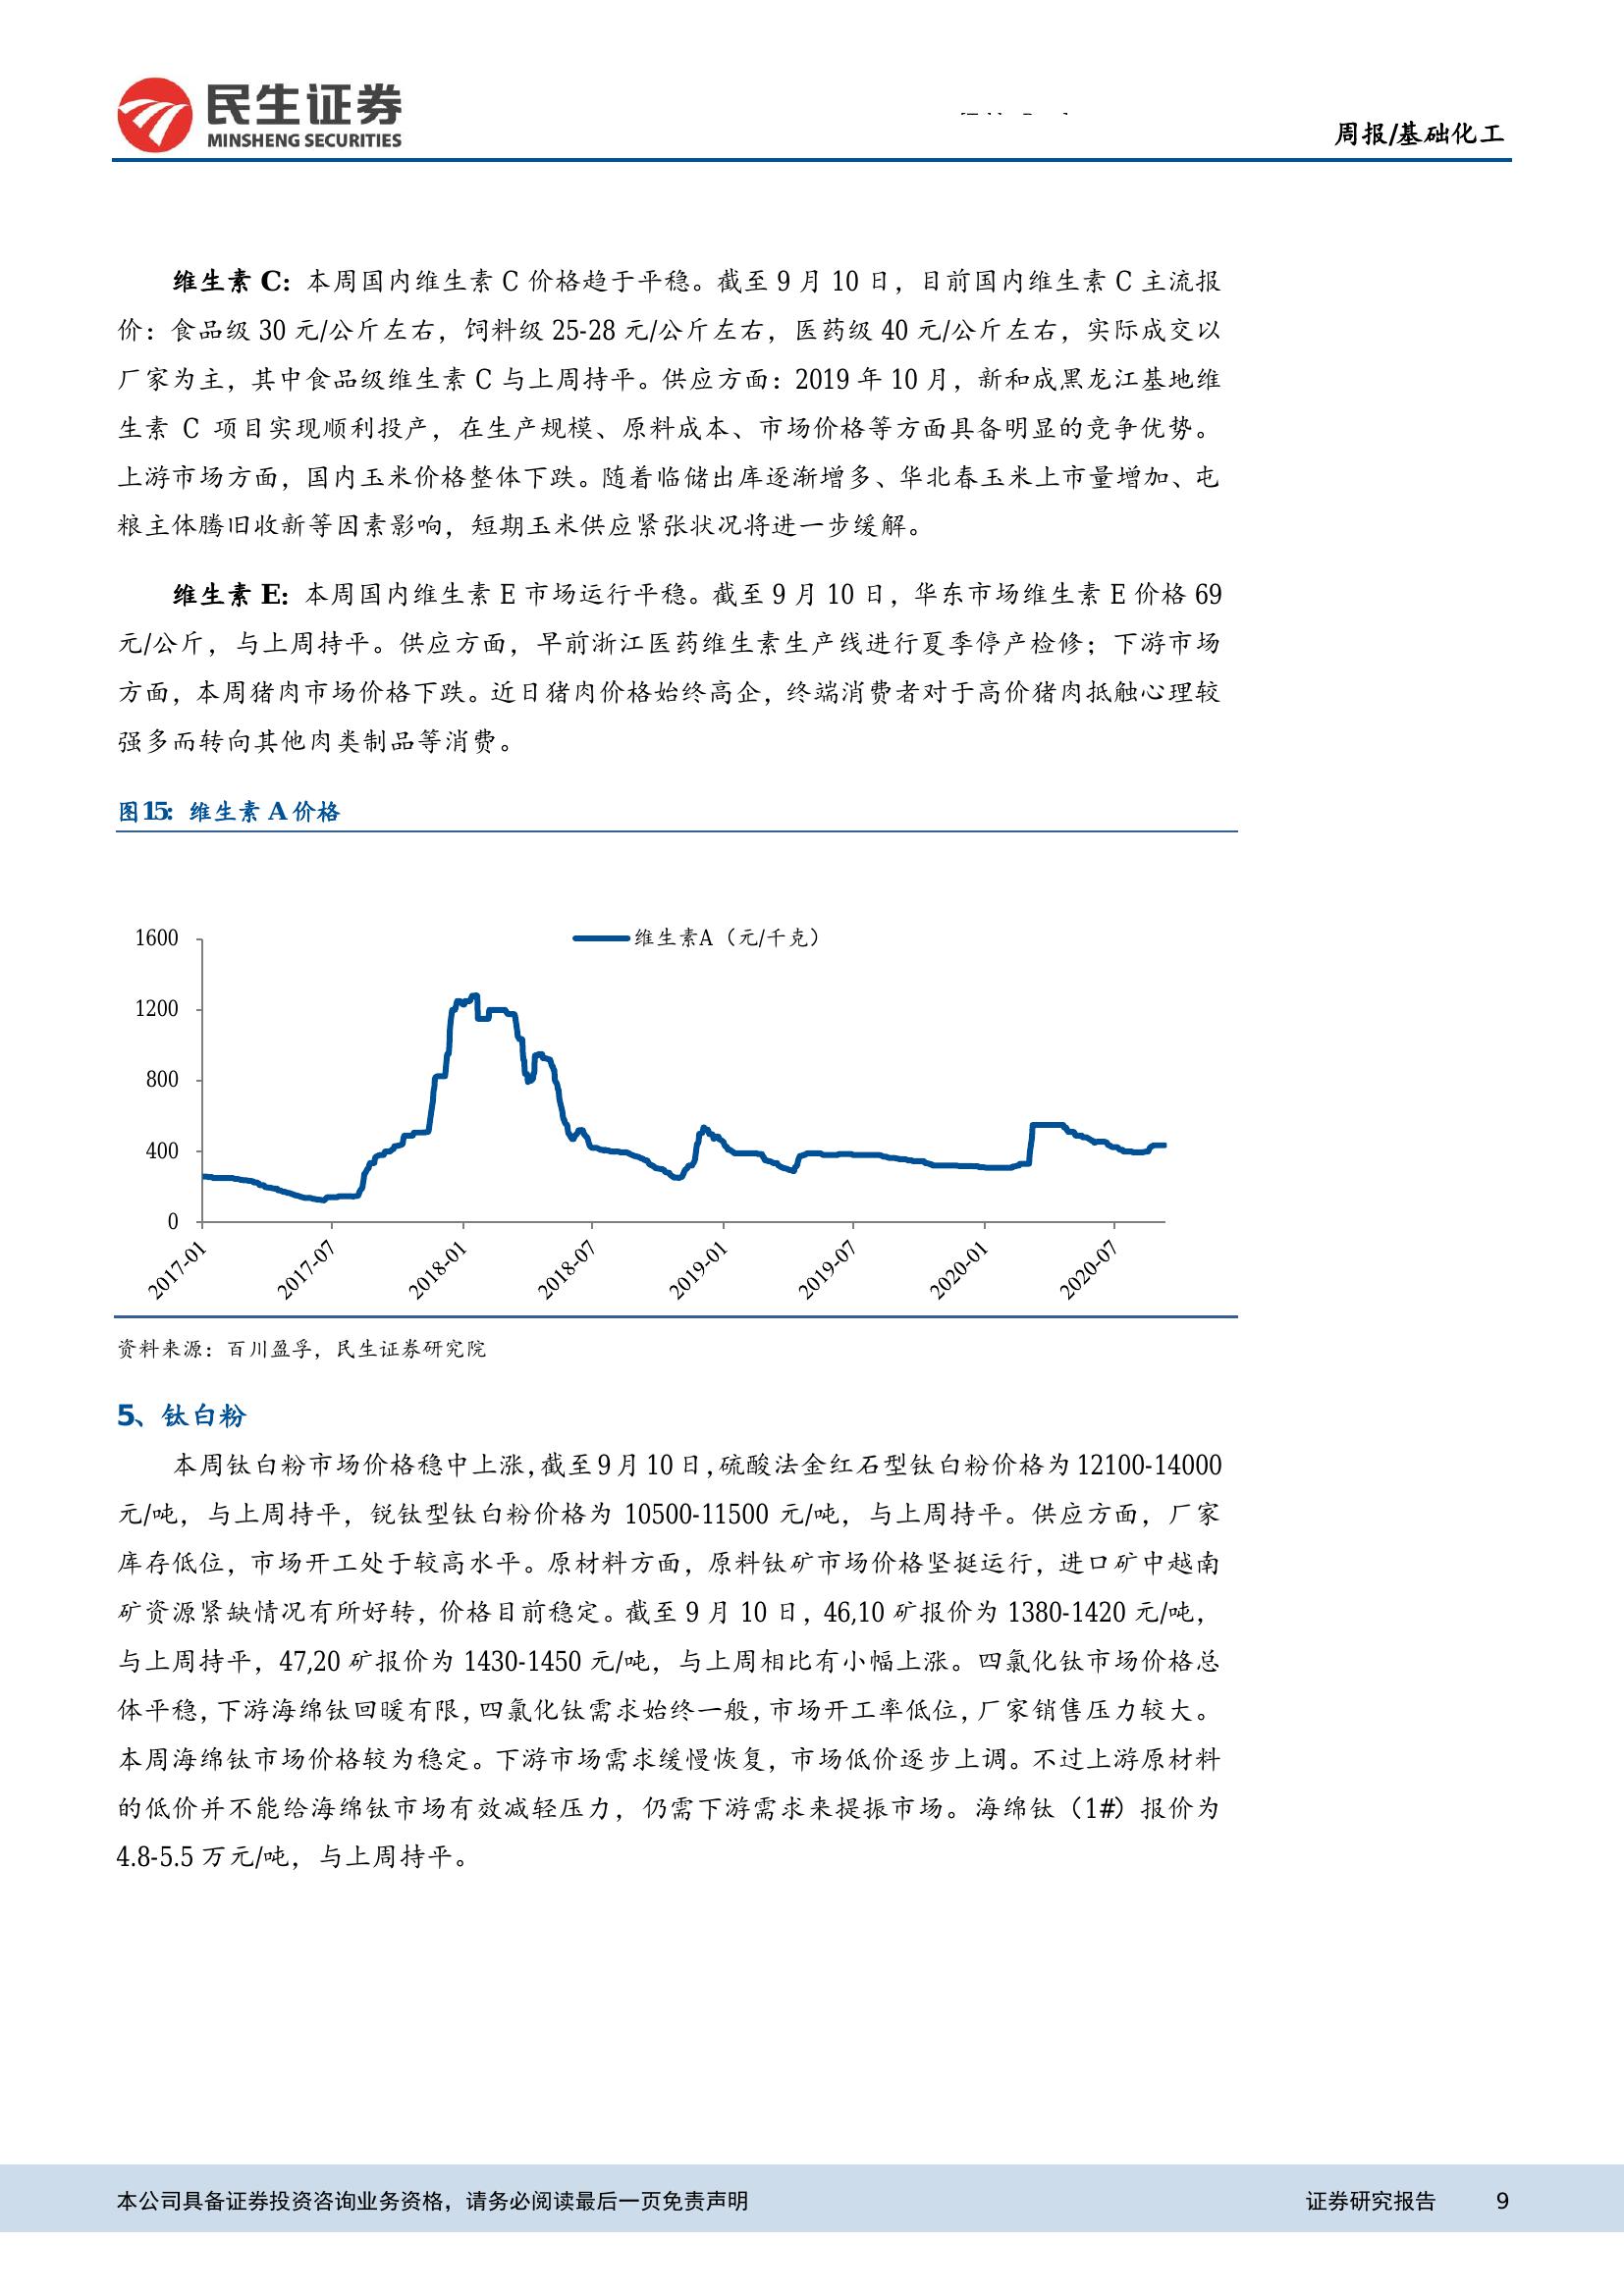 民生证券
MINSHENG SECURITIES
周报/基础化工
维生素 C：本周国内维生素 C 价格趋于平稳。截至 9 月 10 日，目前国内维生素 C 主流报
价：食品级 30 元/公斤左右，饲料级 25-28 元/公斤左右，医药级 40 元/公斤左右，实际成交以
厂家为主，其中食品级维生素 C 与上周持平。供应方面：2019 年 10 月，新和成黑龙江基地维
生素 C 项目实现顺利投产，在生产规模、原料成本、市场价格等方面具备明显的竞争优势。
上游市场方面，国内玉米价格整体下跌。随着临储出库逐渐增多、华北春玉米上市量增加、屯
粮主体腾旧收新等因素影响，短期玉米供应紧张状况将进一步缓解。
维生素 E：本周国内维生素 E 市场运行平稳。截至 9 月 10 日，华东市场维生素 E 价格 69
元/公斤，与上周持平。供应方面，早前浙江医药维生素生产线进行夏季停产检修；下游市场
方面，本周猪肉市场价格下跌。近日猪肉价格始终高企，终端消费者对于高价猪肉抵触心理较
强多而转向其他肉类制品等消费。
图15：维生素 A 价格
维生素A（元/千克）
1600
1200
800
400
0
2017-01
2017-07
2018-01
2018-07
2019-01
2019-07
2020-01
2020-07
资料来源：百川盈孚，民生证券研究院
5、钛白粉
本周钛白粉市场价格稳中上涨，截至 9 月 10 日，硫酸法金红石型钛白粉价格为 12100-14000
元/吨，与上周持平，锐钛型钛白粉价格为 10500-11500 元/吨，与上周持平。供应方面，厂家
库存低位，市场开工处于较高水平。原材料方面，原料钛矿市场价格坚挺运行，进口矿中越南
矿资源紧缺情况有所好转，价格目前稳定。截至 9 月 10 日，46,10 矿报价为 1380-1420 元/吨，
与上周持平，47,20 矿报价为 1430-1450 元/吨，与上周相比有小幅上涨。四氯化钛市场价格总
体平稳，下游海绵钛回暖有限，四氯化钛需求始终一般，市场开工率低位，厂家销售压力较大。
本周海绵钛市场价格较为稳定。下游市场需求缓慢恢复，市场低价逐步上调。不过上游原材料
的低价并不能给海绵钛市场有效减轻压力，仍需下游需求来提振市场。海绵钛（1#）报价为
4.8-5.5 万元/吨，与上周持平。
本公司具备证券投资咨询业务资格，请务必阅读最后一页免责声明
证券研究报告 9